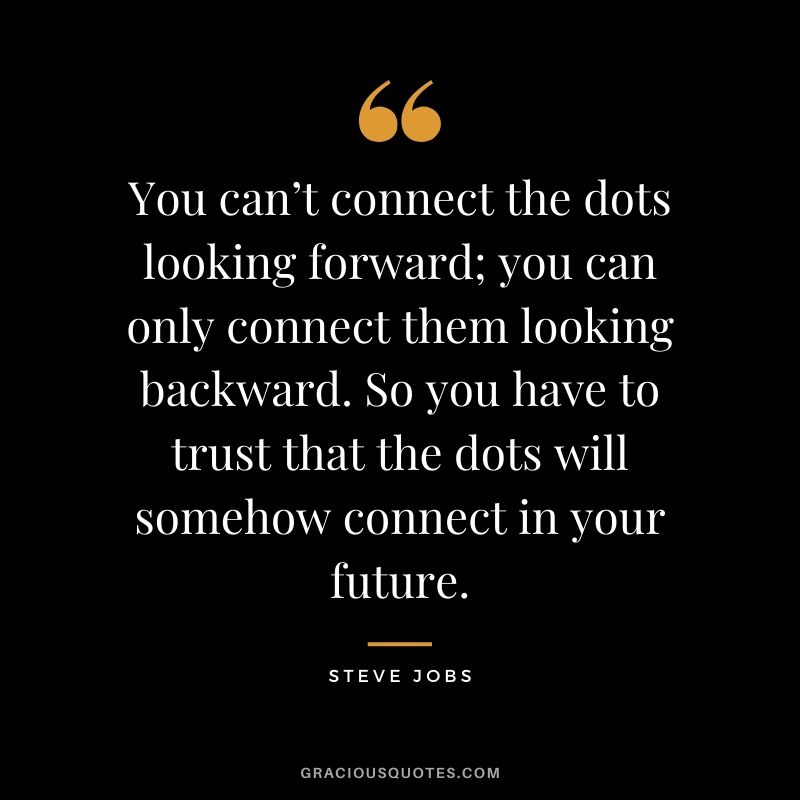 “
You can’t connect the dots
looking forward; you can
only connect them looking
backward. So you have to
trust that the dots will
somehow connect in your
future.
STEVE JOBS
GRACIOUSQUOTES.COM